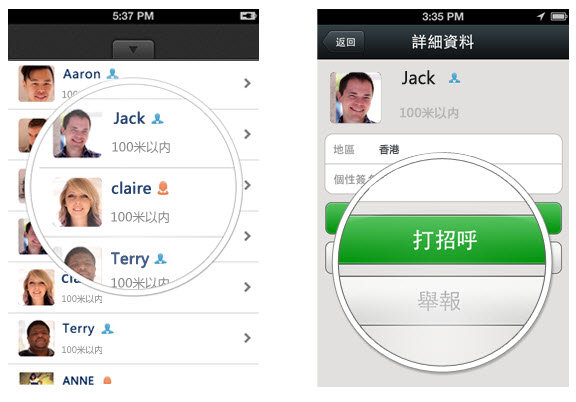 5:37 PM
Aaron
100
Jack
100米以内
claire
100米以内
Terry
100米以内
cla
100米以内
Terry
100米以内
ANNE
3:35 PM
返回
詳細資料
Jack
100米以内
地區 香港
個性簽名
打招呼
舉報